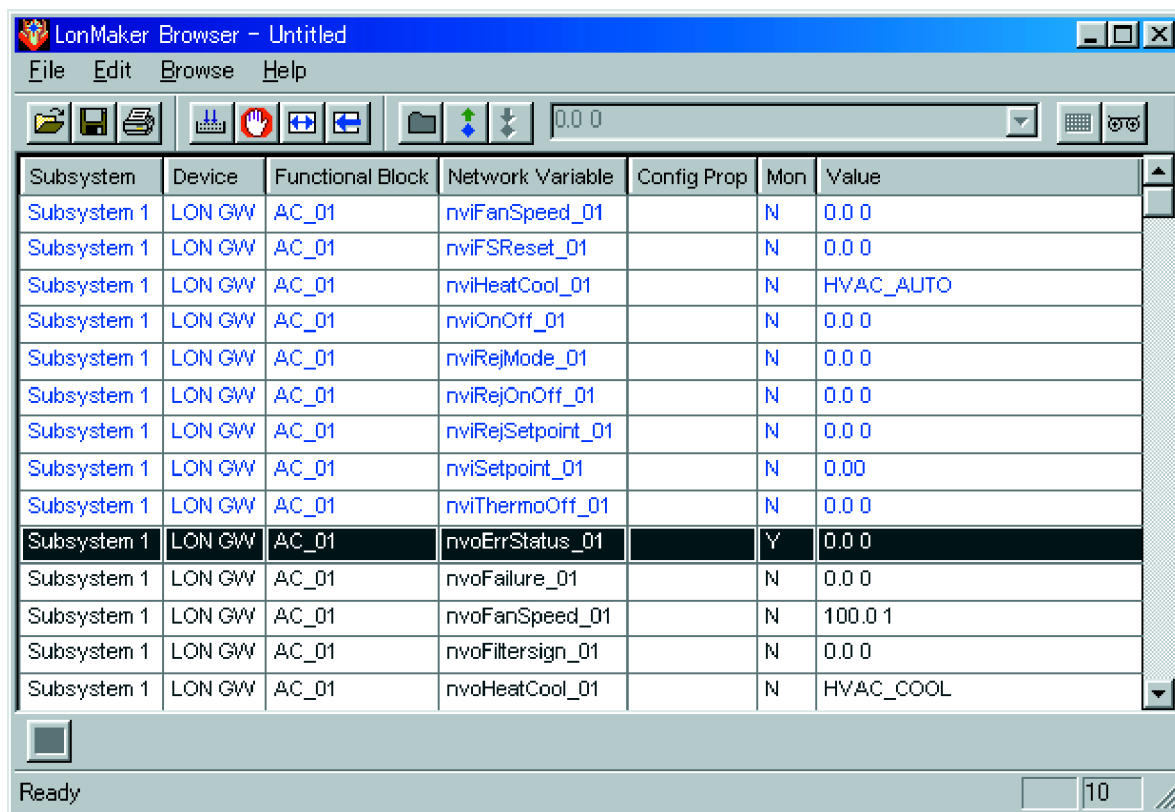 LonMaker Browser - Untitled
File Edit Browse Help
0.0 0
Subsystem Device Functional Block Network Variable Config Prop Mon Value
Subsystem 1 LON GW AC_01 nviFanSpeed_01 N 0.0 0
Subsystem 1 LON GW AC_01 nviFSReset_01 N 0.0 0
Subsystem 1 LON GW AC_01 nviHeatCool_01 N HVAC_AUTO
Subsystem 1 LON GW AC_01 nviOnOff_01 N 0.0 0
Subsystem 1 LON GW AC_01 nviRejMode_01 N 0.0 0
Subsystem 1 LON GW AC_01 nviRejOnOff_01 N 0.0 0
Subsystem 1 LON GW AC_01 nviRejSetpoint_01 N 0.0 0
Subsystem 1 LON GW AC_01 nviSetpoint_01 N 0.00
Subsystem 1 LON GW AC_01 nviThermoOff_01 N 0.0 0
Subsystem 1 LON GW AC_01 nvoErrStatus_01 Y 0.0 0
Subsystem 1 LON GW AC_01 nvoFailure_01 N 0.0 0
Subsystem 1 LON GW AC_01 nvoFanSpeed_01 N 100.0 1
Subsystem 1 LON GW AC_01 nvoFiltersign_01 N 0.0 0
Subsystem 1 LON GW AC_01 nvoHeatCool_01 N HVAC_COOL
Ready 10